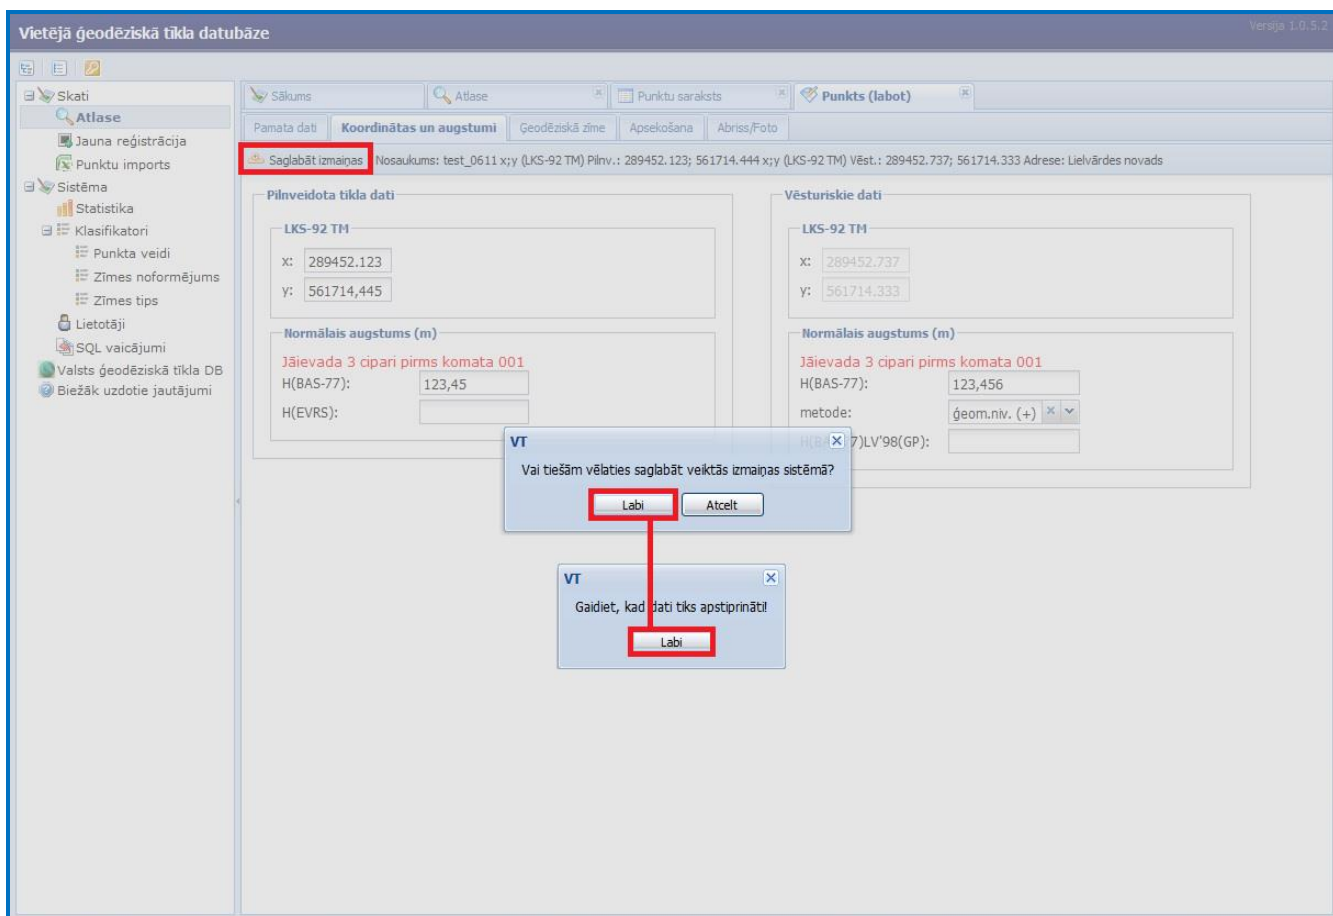 Vietējā ģeodēziskā tīkla datubāze
Versija 1.0.5.2
Skati
Atlase
Jauna reģistrācija
Punktu imports
Sistēma
Statistika
Klasifikatori
Punkta veidi
Zīmes noformējums
Zīmes tips
Lietotāji
SQL vaicājumi
Valsts ģeodēziskā tīkla DB
Biežāk uzdotie jautājumi
Sākums
Atlase
Punktu saraksts
Punkts (labot)
Pamata dati
Koordinātas un augstumi
Ģeodēziskā zīme
Apsekošana
Abriss/Foto
Saglabāt izmaiņas
Nosaukums: test_0611 x;y (LKS-92 TM) Pilnv.: 289452.123; 561714.444 x;y (LKS-92 TM) Vēst.: 289452.737; 561714.333 Adrese: Lielvārdes novads
Pilnveidota tīkla dati
LKS-92 TM
x: 289452.123
y: 561714,445
Normālais augstums (m)
Jāievada 3 cipari pirms komata 001
H(BAS-77): 123,45
H(EVRS):
Vēsturiskie dati
LKS-92 TM
x: 289452.737
y: 561714.333
Normālais augstums (m)
Jāievada 3 cipari pirms komata 001
H(BAS-77): 123,456
metode: ģeom.niv. (+)
7)LV'98(GP):
VT
Vai tiešām vēlaties saglabāt veiktās izmaiņas sistēmā?
Labi
Atcelt
VT
Gaidiet, kad dati tiks apstiprināti!
Labi